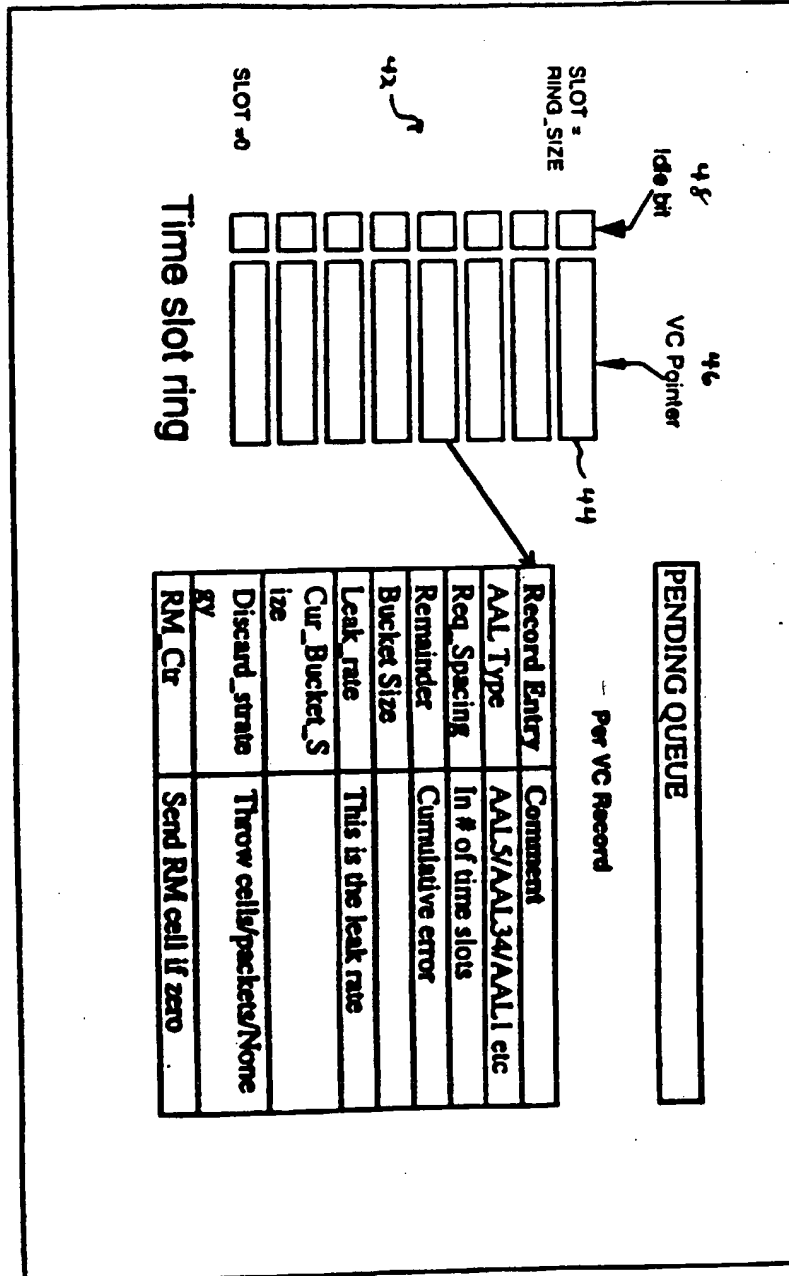 PENDING QUEUE
48
Idle bit
46
VC Pointer
44
SLOT =
RING_SIZE
42
SLOT =0
Time slot ring
Per VC Record
Record Entry Comment
AAL Type AAL5/AAL34/AAL1 etc
Req_Spacing In # of time slots
Remainder Cumulative error
Bucket Size
Leak_rate This is the leak rate
Cur_Bucket_S
ize
Discard_strate Throw cells/packets/None
gy
RM_Ctr Send RM cell if zero